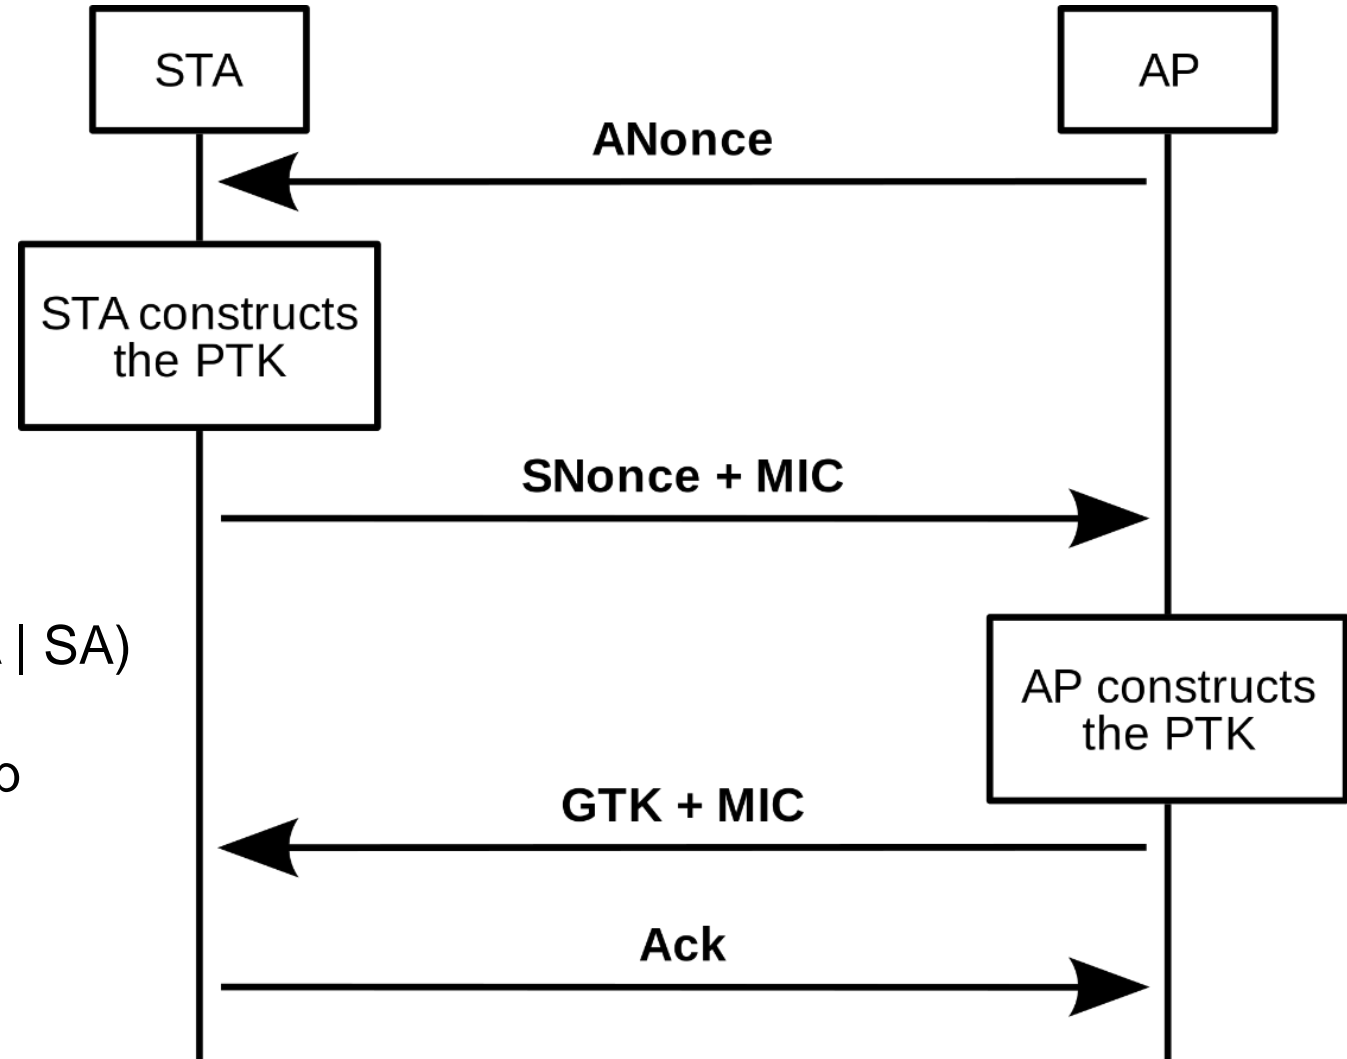 STA
AP
ANonce
STA constructs
the PTK
SNonce + MIC
| SA)
AP constructs
the PTK
GTK + MIC
Ack